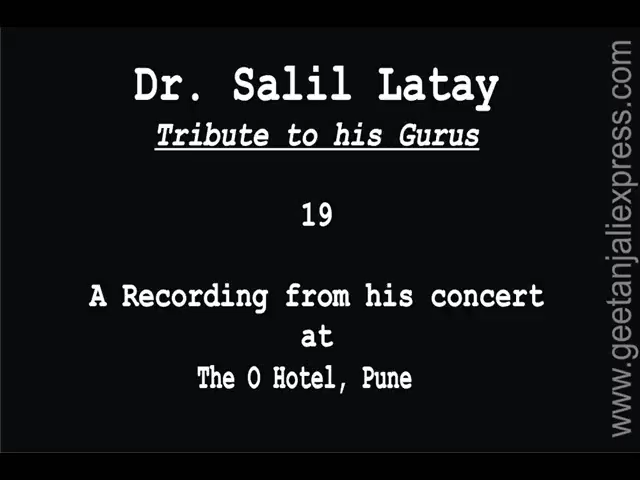 Dr. Salil Latay
Tribute to his Gurus
19
A Recording from his concert
at
The O Hotel, Pune
www.geetanjaliexpress.com